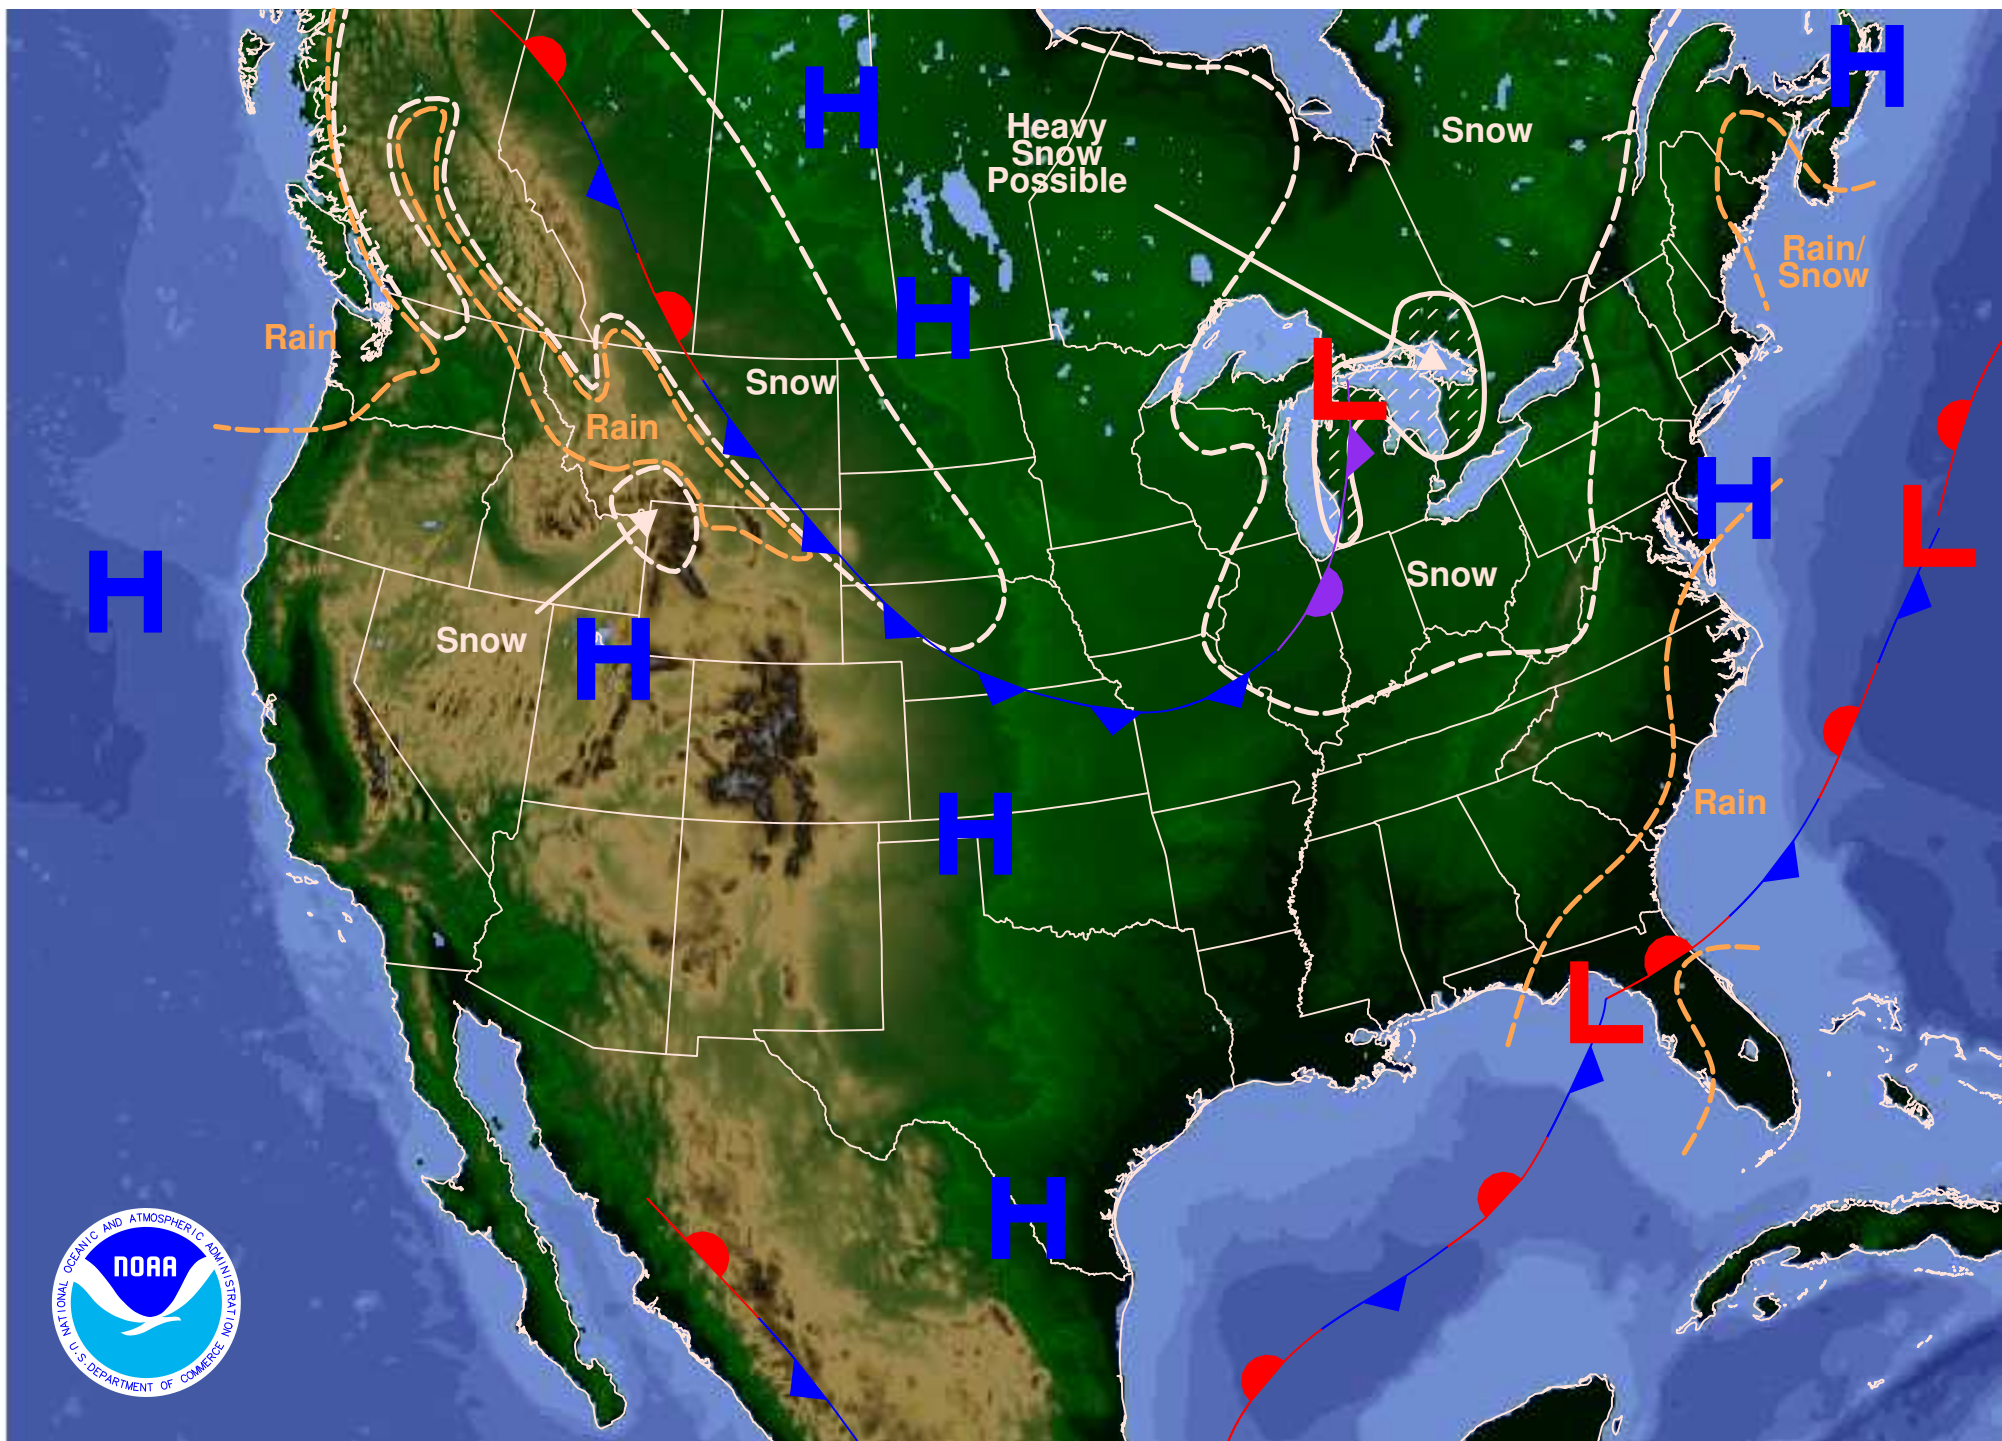 H
H
Heavy
Snow
Possible
Snow
Rain/
Snow
H
Rain
Snow
L
Rain
H
L
Snow
H
Snow
H
Rain
H
L
H
NATIONAL OCEANIC AND ATMOSPHERIC ADMINISTRATION
NOAA
U.S. DEPARTMENT OF COMMERCE